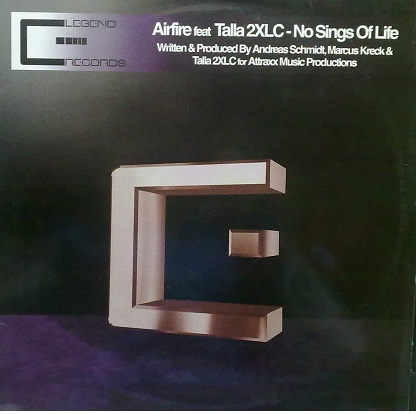 LEGEND
RECORDS
Airfire feat Talla 2XLC - No Sings Of Life
Written & Produced By Andreas Schmidt, Marcus Kreck &
Talla 2XLC for Attraxx Music Productions